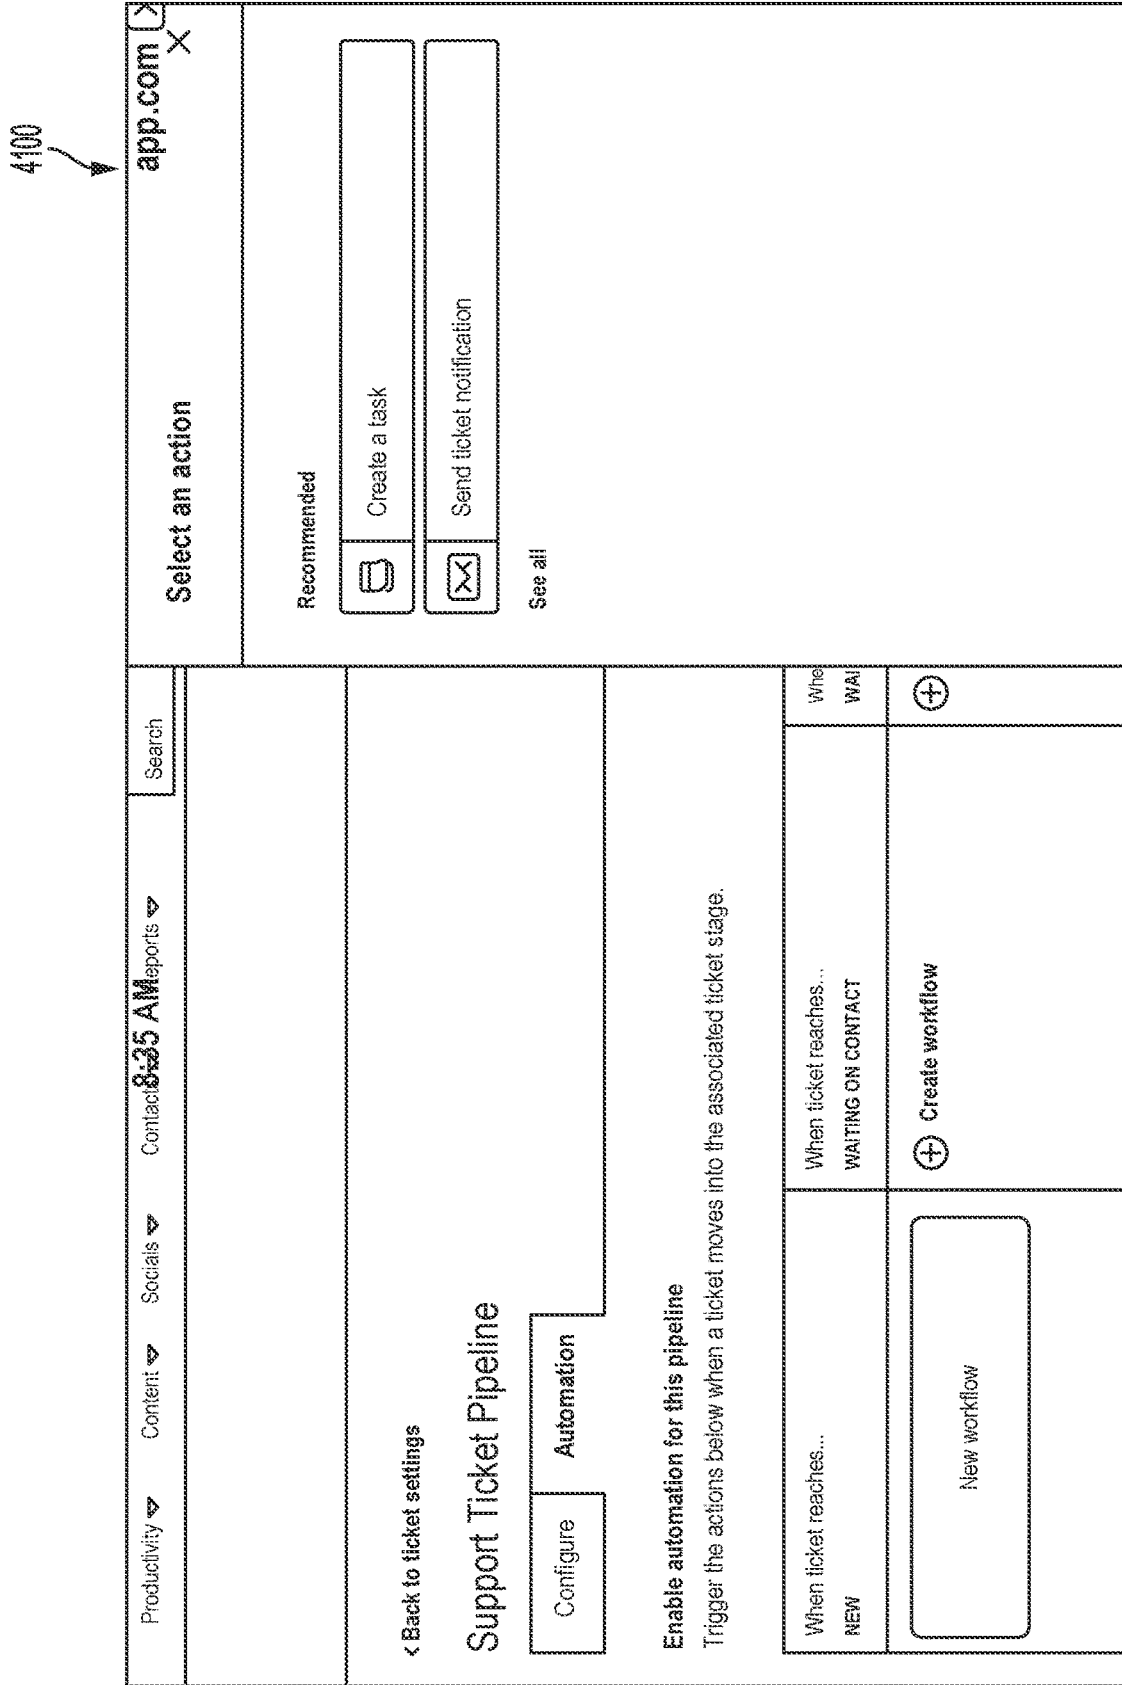 4100
8:35 AM
app.com
Productivity
Content
Socials
Contacts
Reports
Search
Select an action
< Back to ticket settings
Support Ticket Pipeline
Configure
Automation
Enable automation for this pipeline
Trigger the actions below when a ticket moves into the associated ticket stage.
When ticket reaches...
NEW
New workflow
When ticket reaches...
WAITING ON CONTACT
Create workflow
Whe
WAI
Recommended
Create a task
Send ticket notification
See all